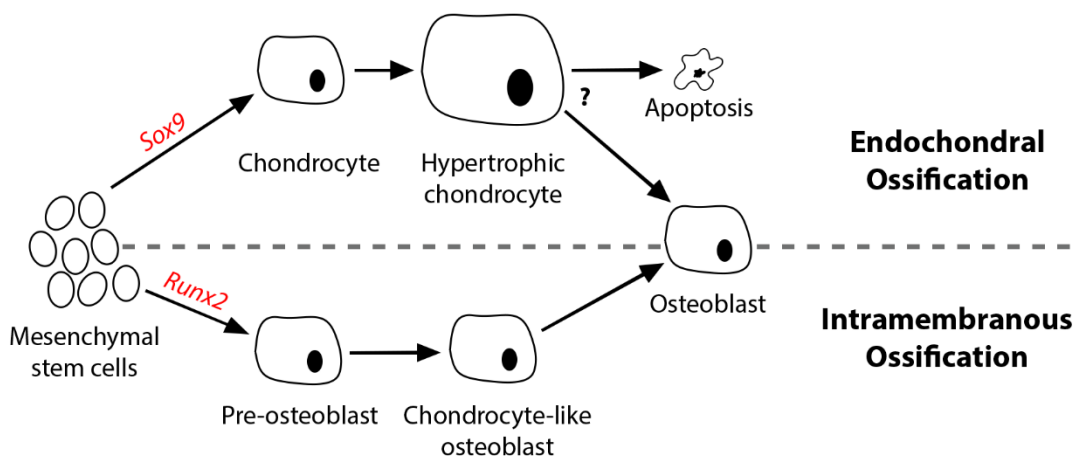 Sox9
Chondrocyte
Hypertrophic
chondrocyte
?
Apoptosis
Endochondral
Ossification
Mesenchymal
stem cells
Runx2
Pre-osteoblast
Chondrocyte-like
osteoblast
Osteoblast
Intramembranous
Ossification